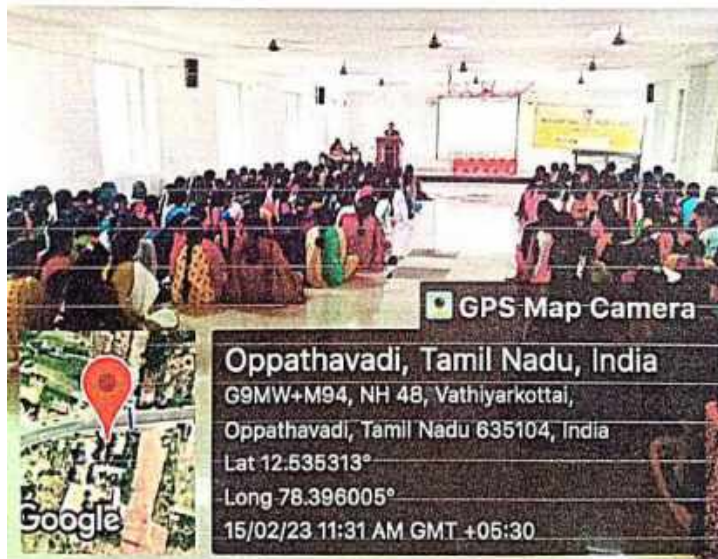 GPS Map Camera
Oppathavadi, Tamil Nadu, India
G9MW+M94, NH 48, Vathiyarkottai,
Oppathavadi, Tamil Nadu 635104, India
Lat 12.535313°
Long 78.396005°
15/02/23 11:31 AM GMT +05:30
Google